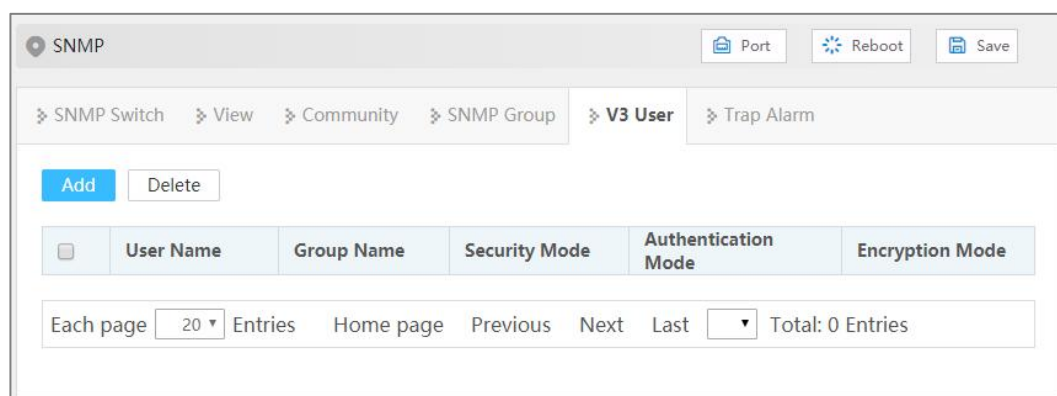 SNMP Port Reboot Save
SNMP Switch View Community SNMP Group V3 User Trap Alarm
Add Delete
User Name Group Name Security Mode Authentication Mode Encryption Mode
Each page 20 Entries Home page Previous Next Last Total: 0 Entries